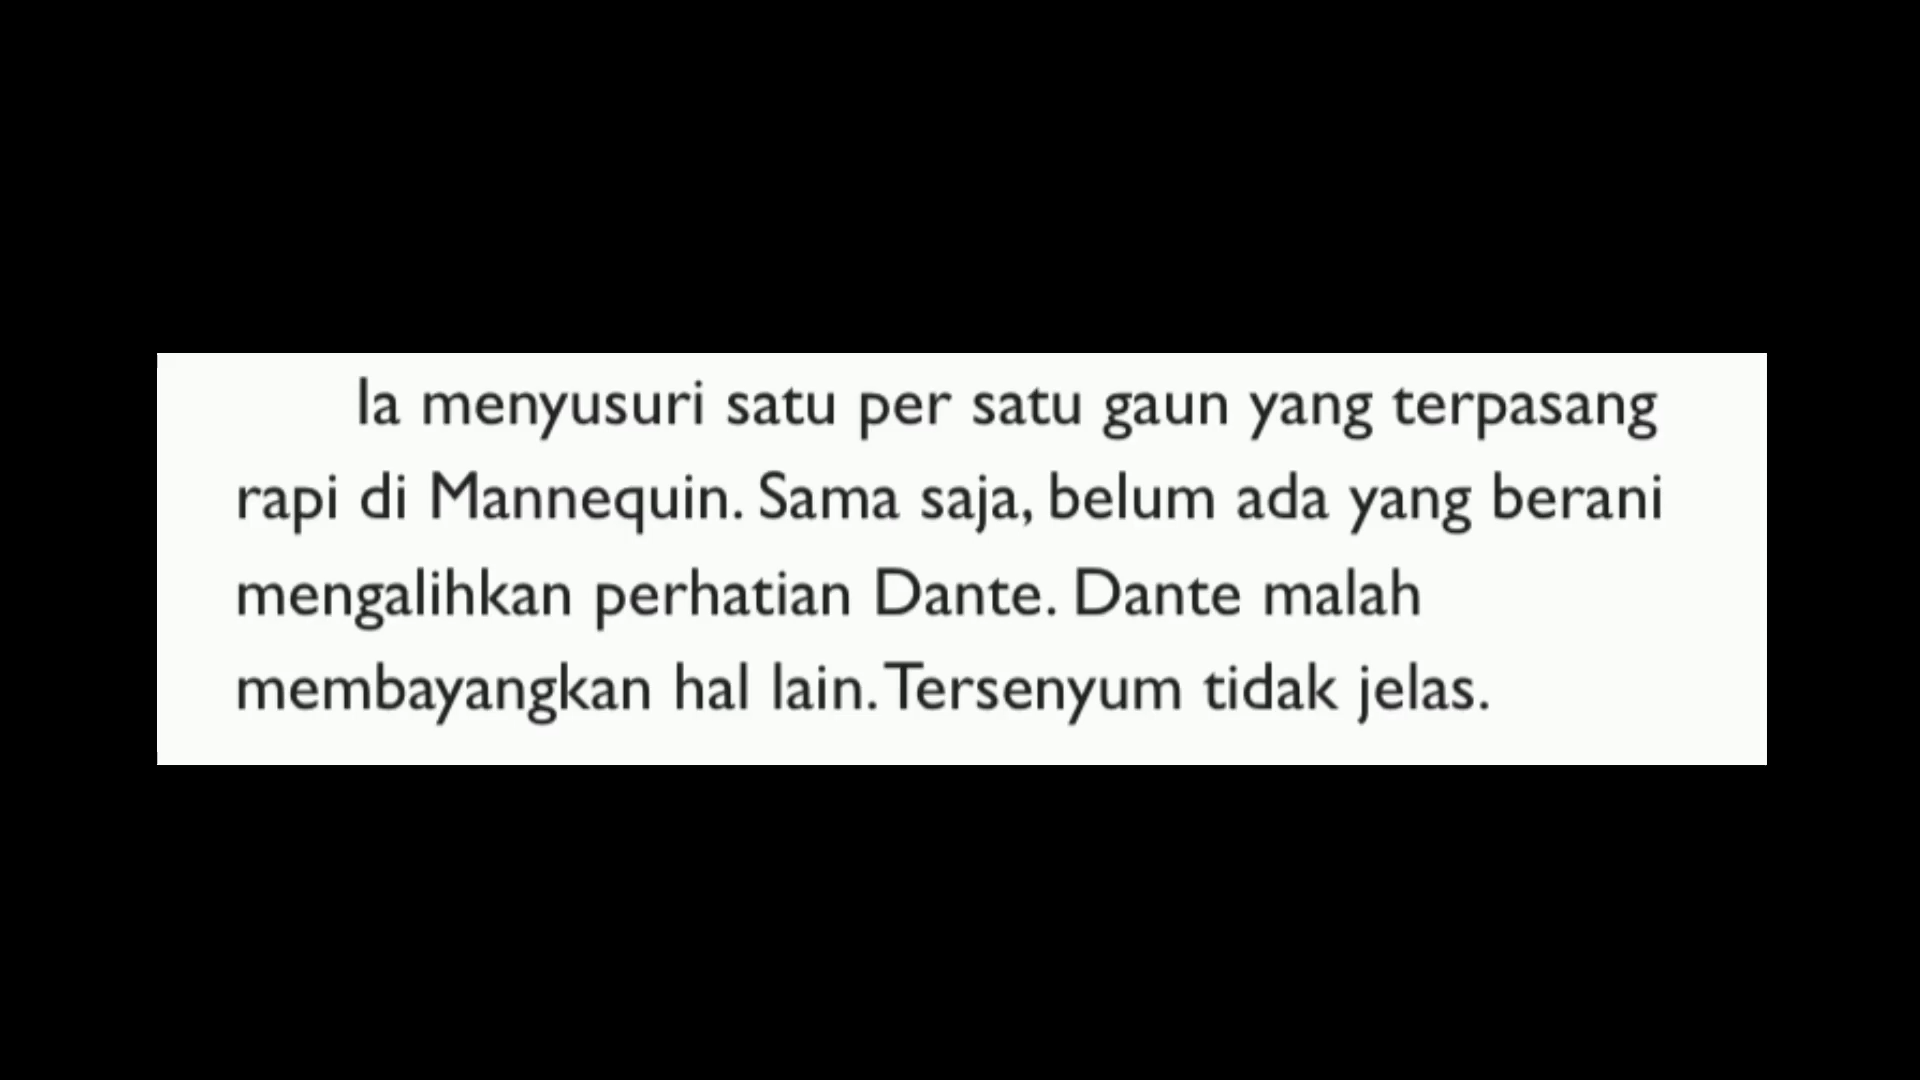 Ia menyusuri satu per satu gaun yang terpasang
rapi di Mannequin. Sama saja, belum ada yang berani
mengalihkan perhatian Dante. Dante malah
membayangkan hal lain. Tersenyum tidak jelas.